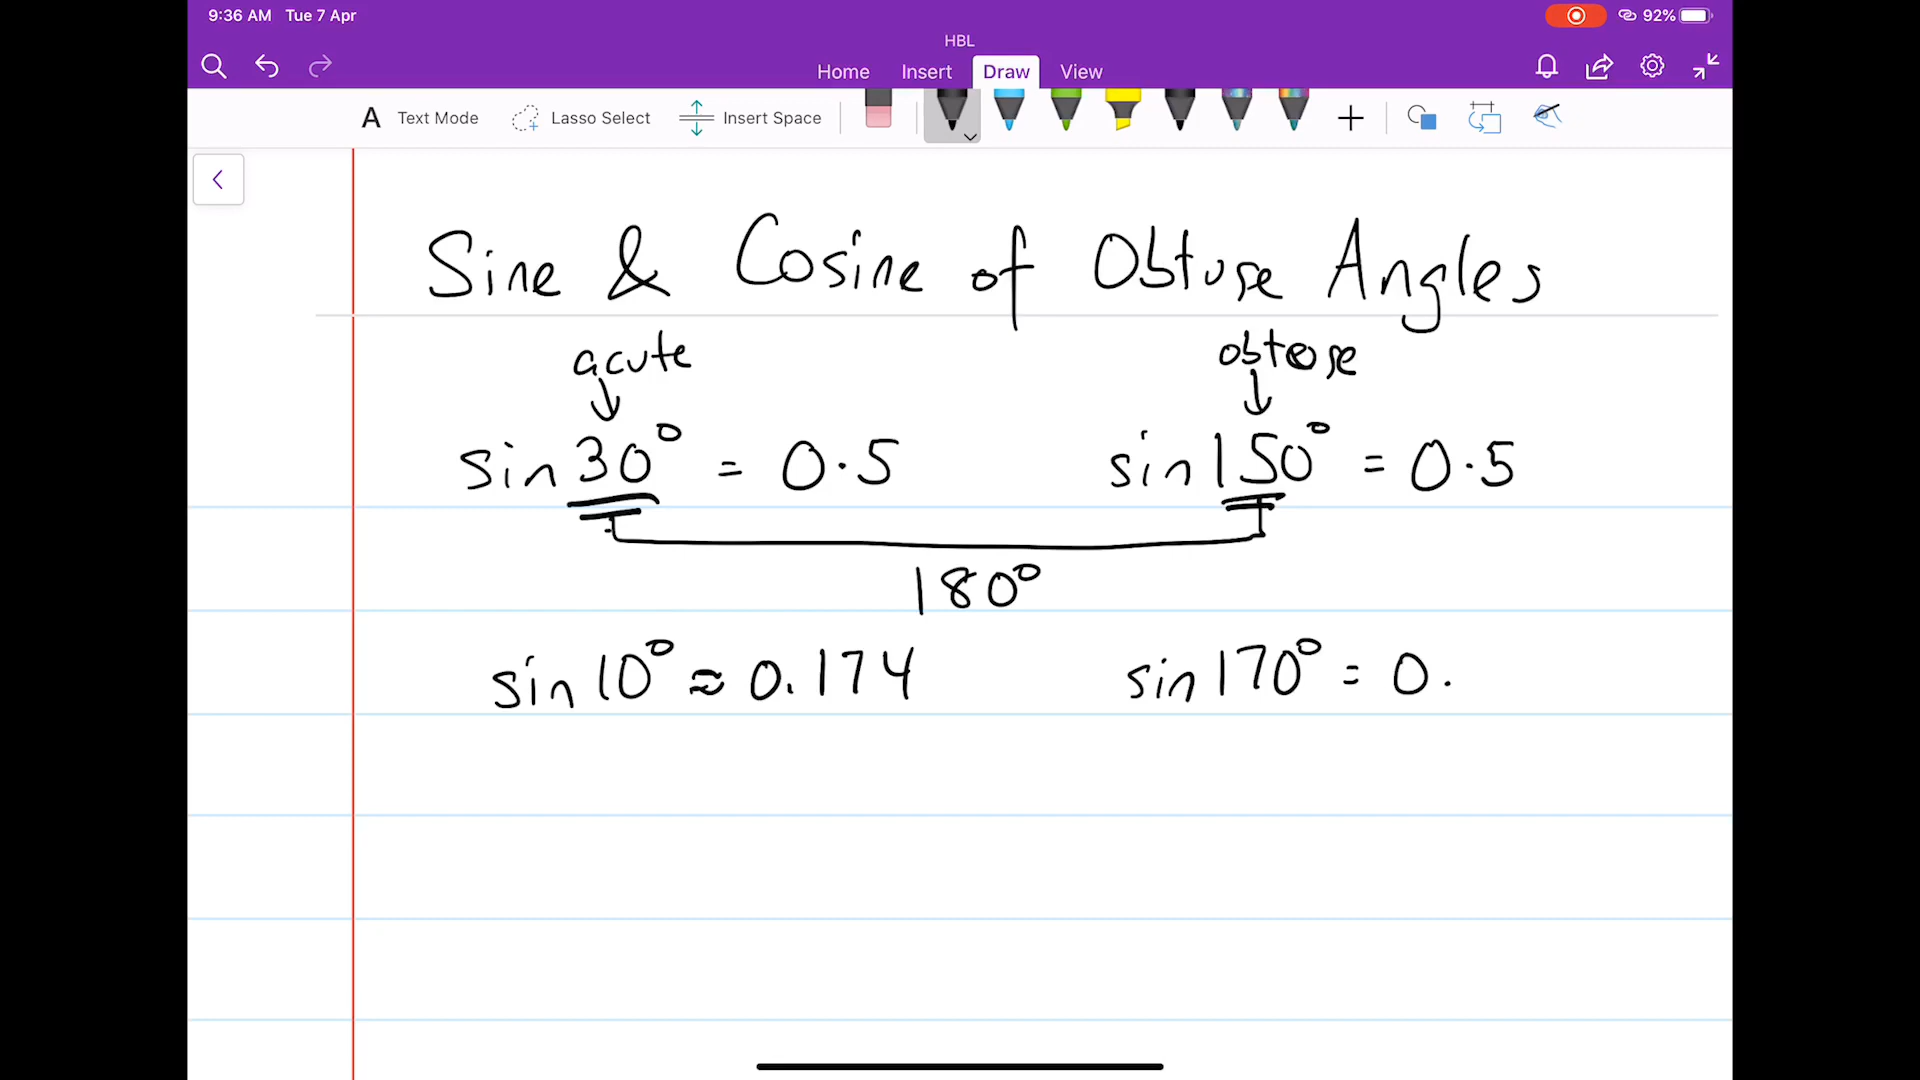 9:36 AM Tue 7 Apr 92%
HBL
Home Insert Draw View
A Text Mode Lasso Select Insert Space
Sine & Cosine of Obtuse Angles
acute obtuse
sin 30° = 0.5 sin 150° = 0.5
180°
sin 10° ≈ 0.174 sin 170° = 0.